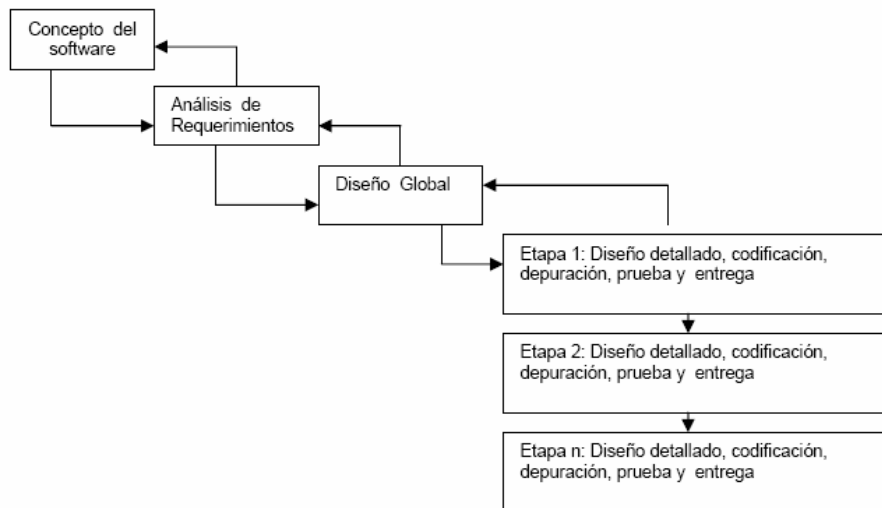 Concepto del
software
Análisis de
Requerimientos
Diseño Global
Etapa 1: Diseño detallado, codificación,
depuración, prueba y entrega
Etapa 2: Diseño detallado, codificación,
depuración, prueba y entrega
Etapa n: Diseño detallado, codificación,
depuración, prueba y entrega